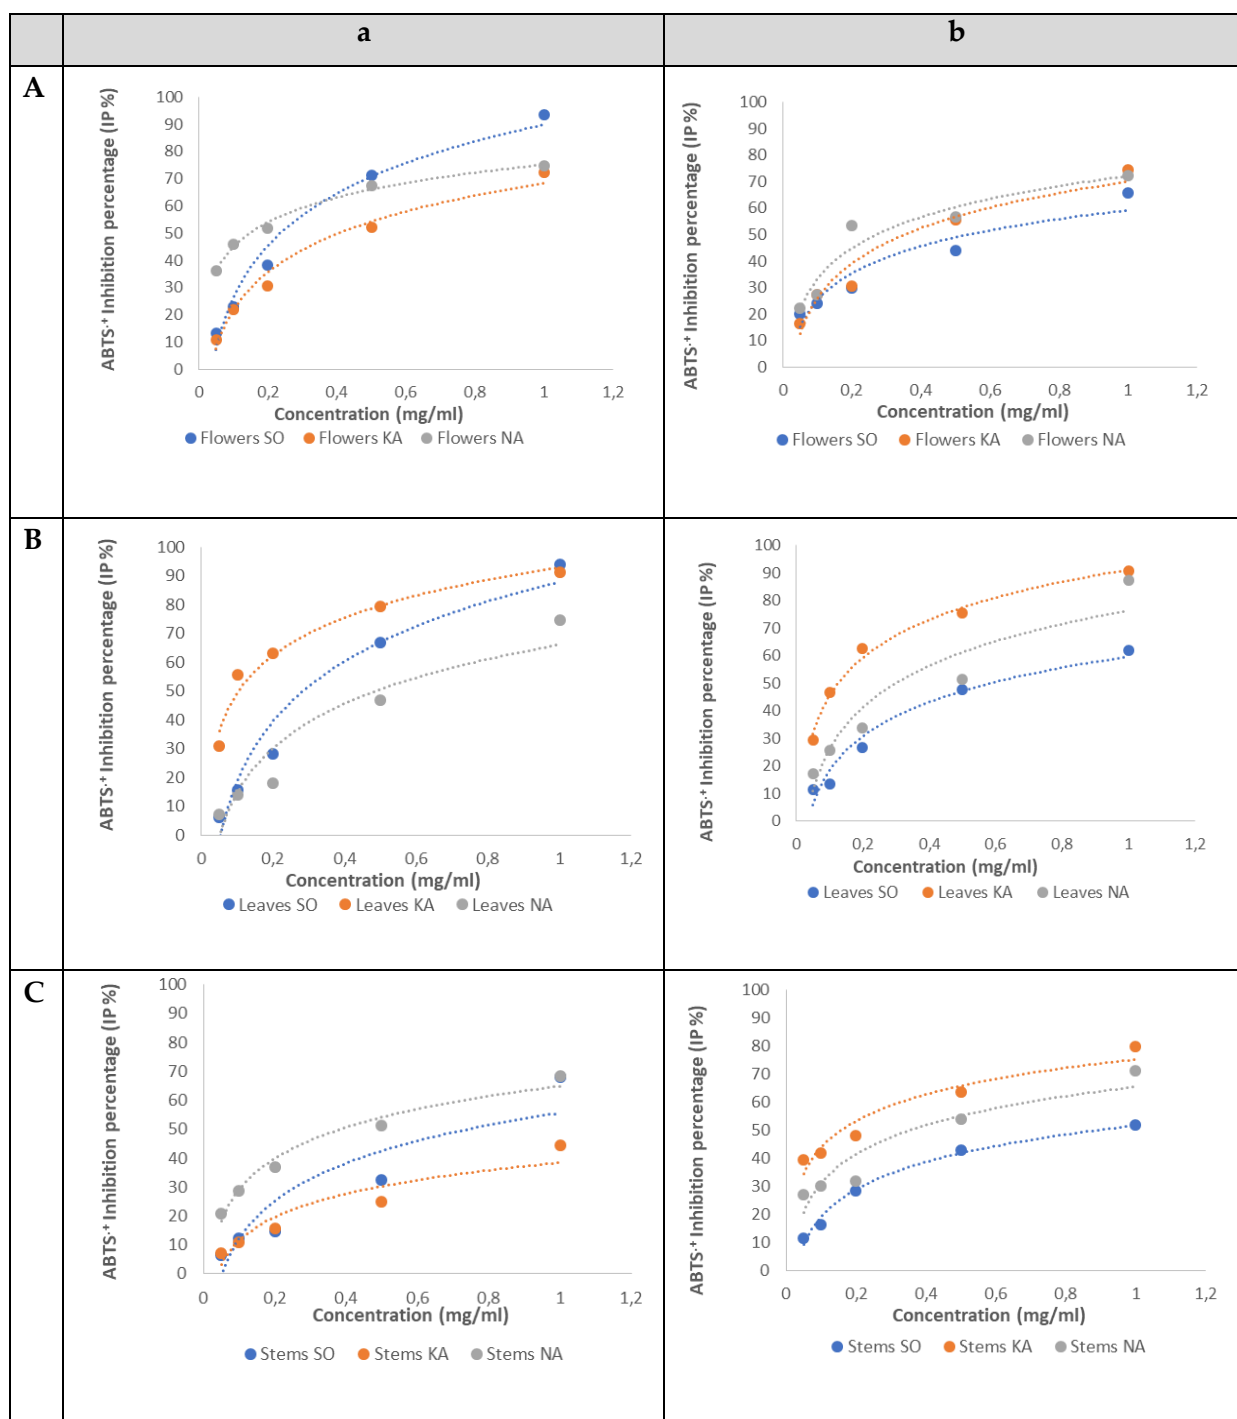 a b
A
ABTS·⁺ Inhibition percentage (IP %)
100
90
80
70
60
50
40
30
20
10
0
0 0,2 0,4 0,6 0,8 1 1,2
Concentration (mg/ml)
Flowers SO Flowers KA Flowers NA
ABTS·⁺ Inhibition percentage (IP %)
100
90
80
70
60
50
40
30
20
10
0
0 0,2 0,4 0,6 0,8 1 1,2
Concentration (mg/ml)
Flowers SO Flowers KA Flowers NA
B
ABTS·⁺ Inhibition percentage (IP %)
100
90
80
70
60
50
40
30
20
10
0
0 0,2 0,4 0,6 0,8 1 1,2
Concentration (mg/ml)
Leaves SO Leaves KA Leaves NA
ABTS·⁺ Inhibition percentage (IP %)
100
90
80
70
60
50
40
30
20
10
0
0 0,2 0,4 0,6 0,8 1 1,2
Concentration (mg/ml)
Leaves SO Leaves KA Leaves NA
C
ABTS·⁺ Inhibition percentage (IP %)
100
90
80
70
60
50
40
30
20
10
0
0 0,2 0,4 0,6 0,8 1 1,2
Concentration (mg/ml)
Stems SO Stems KA Stems NA
ABTS·⁺ Inhibition percentage (IP %)
100
90
80
70
60
50
40
30
20
10
0
0 0,2 0,4 0,6 0,8 1 1,2
Concentration (mg/ml)
Stems SO Stems KA Stems NA